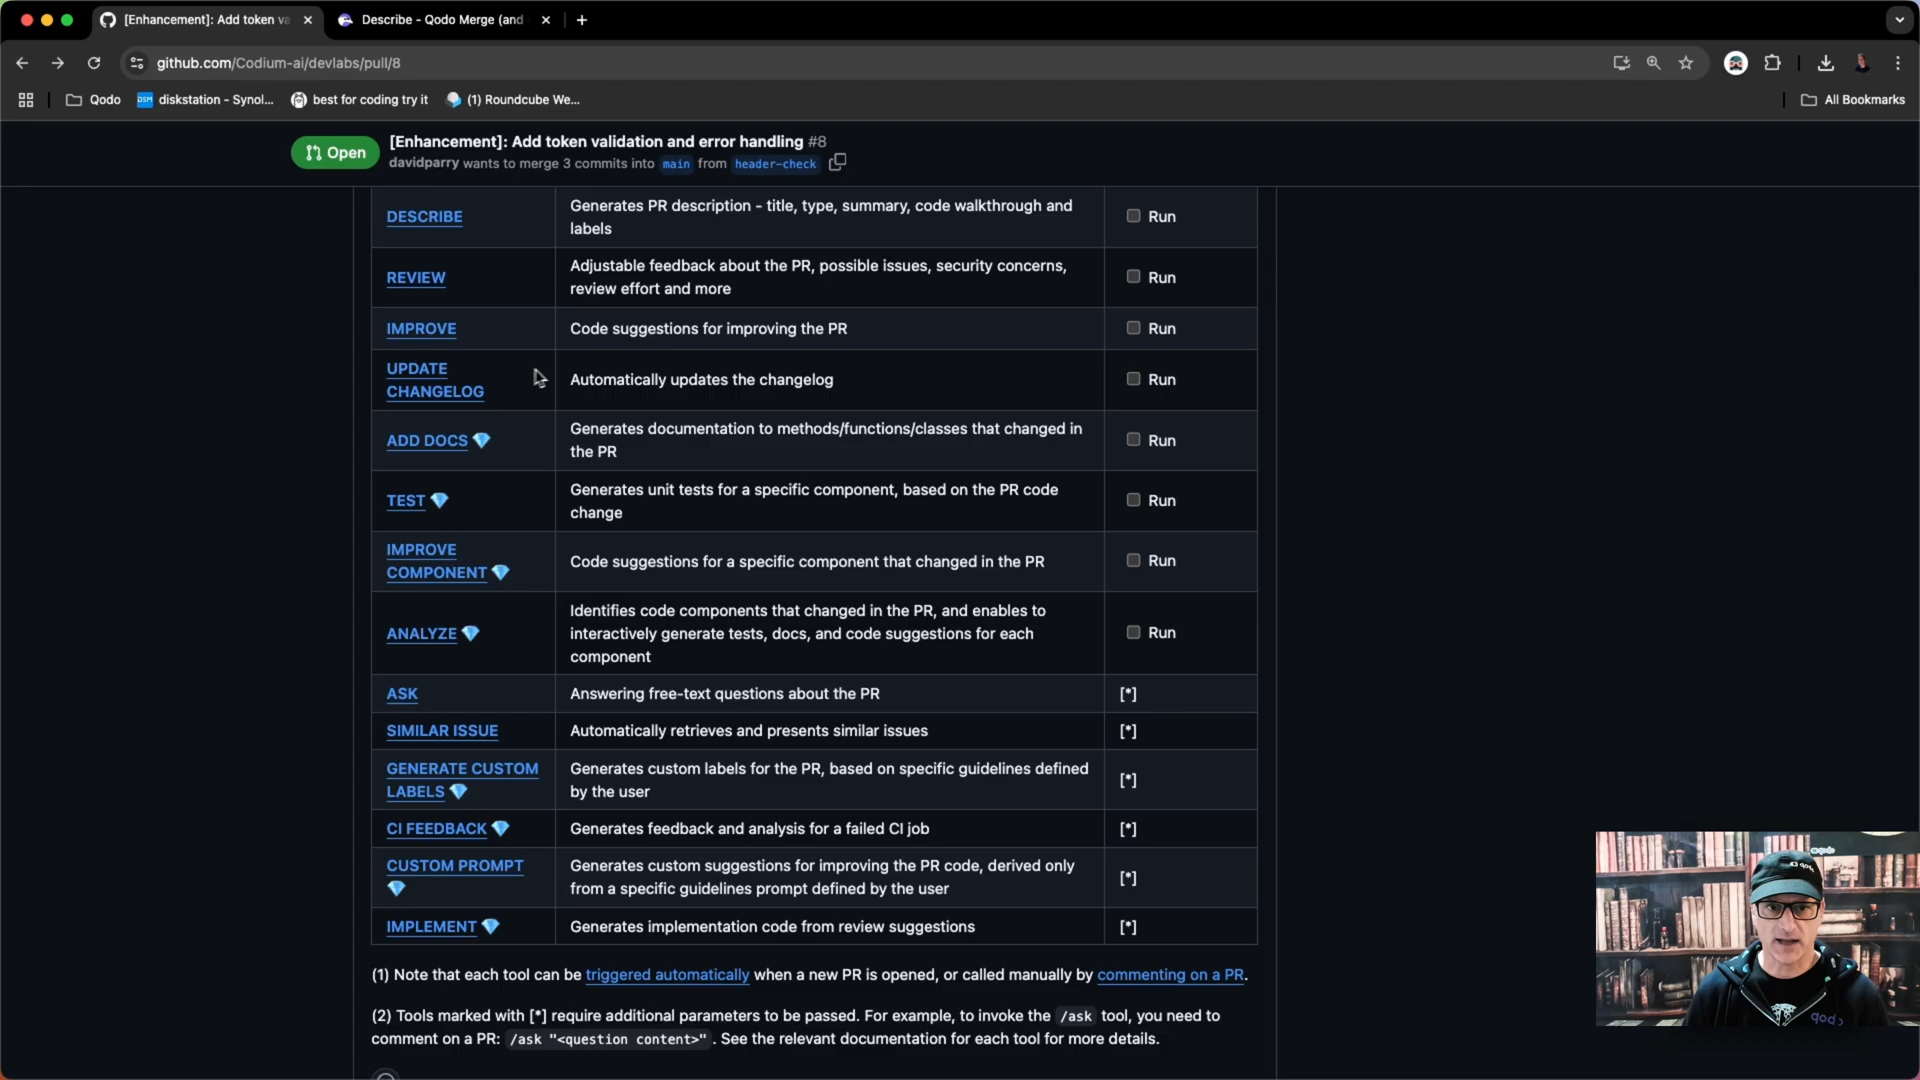 [Enhancement]: Add token va
Describe - Qodo Merge (and
github.com/Codium-ai/devlabs/pull/8
Qodo
diskstation - Synol...
best for coding try it
(1) Roundcube We...
All Bookmarks
Open
[Enhancement]: Add token validation and error handling #8
davidparry wants to merge 3 commits into main from header-check
DESCRIBE
Generates PR description - title, type, summary, code walkthrough and
labels
Run
REVIEW
Adjustable feedback about the PR, possible issues, security concerns,
review effort and more
Run
IMPROVE
Code suggestions for improving the PR
Run
UPDATE
CHANGELOG
Automatically updates the changelog
Run
ADD DOCS 💎
Generates documentation to methods/functions/classes that changed in
the PR
Run
TEST 💎
Generates unit tests for a specific component, based on the PR code
change
Run
IMPROVE
COMPONENT 💎
Code suggestions for a specific component that changed in the PR
Run
ANALYZE 💎
Identifies code components that changed in the PR, and enables to
interactively generate tests, docs, and code suggestions for each
component
Run
ASK
Answering free-text questions about the PR
[*]
SIMILAR ISSUE
Automatically retrieves and presents similar issues
[*]
GENERATE CUSTOM
LABELS 💎
Generates custom labels for the PR, based on specific guidelines defined
by the user
[*]
CI FEEDBACK 💎
Generates feedback and analysis for a failed CI job
[*]
CUSTOM PROMPT
💎
Generates custom suggestions for improving the PR code, derived only
from a specific guidelines prompt defined by the user
[*]
IMPLEMENT 💎
Generates implementation code from review suggestions
[*]
(1) Note that each tool can be triggered automatically when a new PR is opened, or called manually by commenting on a PR.
(2) Tools marked with [*] require additional parameters to be passed. For example, to invoke the /ask tool, you need to
comment on a PR: /ask "<question content>". See the relevant documentation for each tool for more details.
qodo
qodo